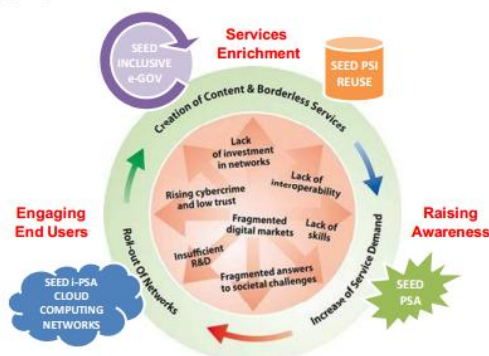 Services
Enrichment
SEED
INCLUSIVE
e-GOV
SEED PSI
REUSE
Creation of Content & Borderless Services
Lack
of investment
in networks
Lack of
interoperability
Rising cybercrime
and low trust
Fragmented
digital markets
Lack of
skills
Insufficient
R&D
Fragmented answers
to societal challenges
Engaging
End Users
Raising
Awareness
Roll-out Of Networks
Increase of Service Demand
SEED i-PSA
CLOUD
COMPUTING
NETWORKS
SEED
PSA